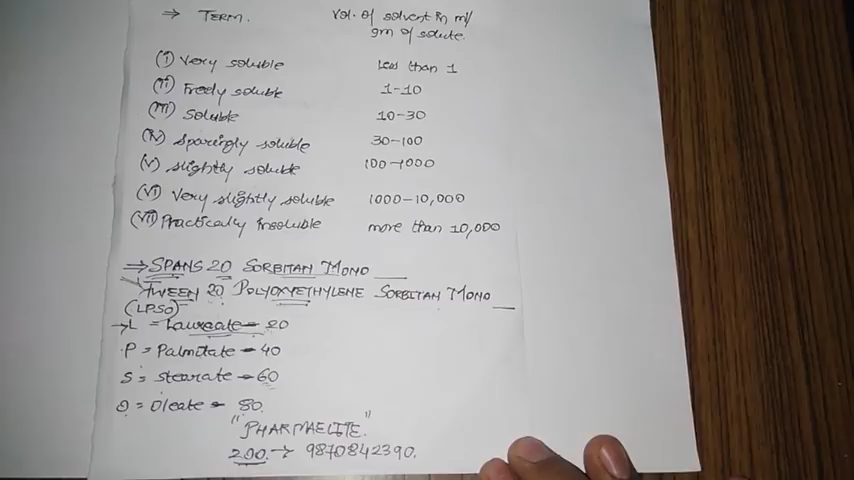 ⇒ TERM. Vol. of solvent in ml/
gm of solute.
(i) Very soluble Less than 1
(ii) Freely soluble 1-10
(iii) Soluble 10-30
(iv) Sparingly soluble 30-100
(v) slightly soluble 100-1000
(vi) Very slightly soluble 1000-10,000
(vii) Practically insoluble more than 10,000
⇒ SPANS 20 SORBITAN MONO ____
TWEEN 20 POLYOXYETHYLENE SORBITAN MONO ___
(LPSO)
→ L = Laureate - 20
P = Palmitate - 40
S = stearate - 60
O = Oleate - 80.
"PHARMAELITE."
200. → 9870842390.